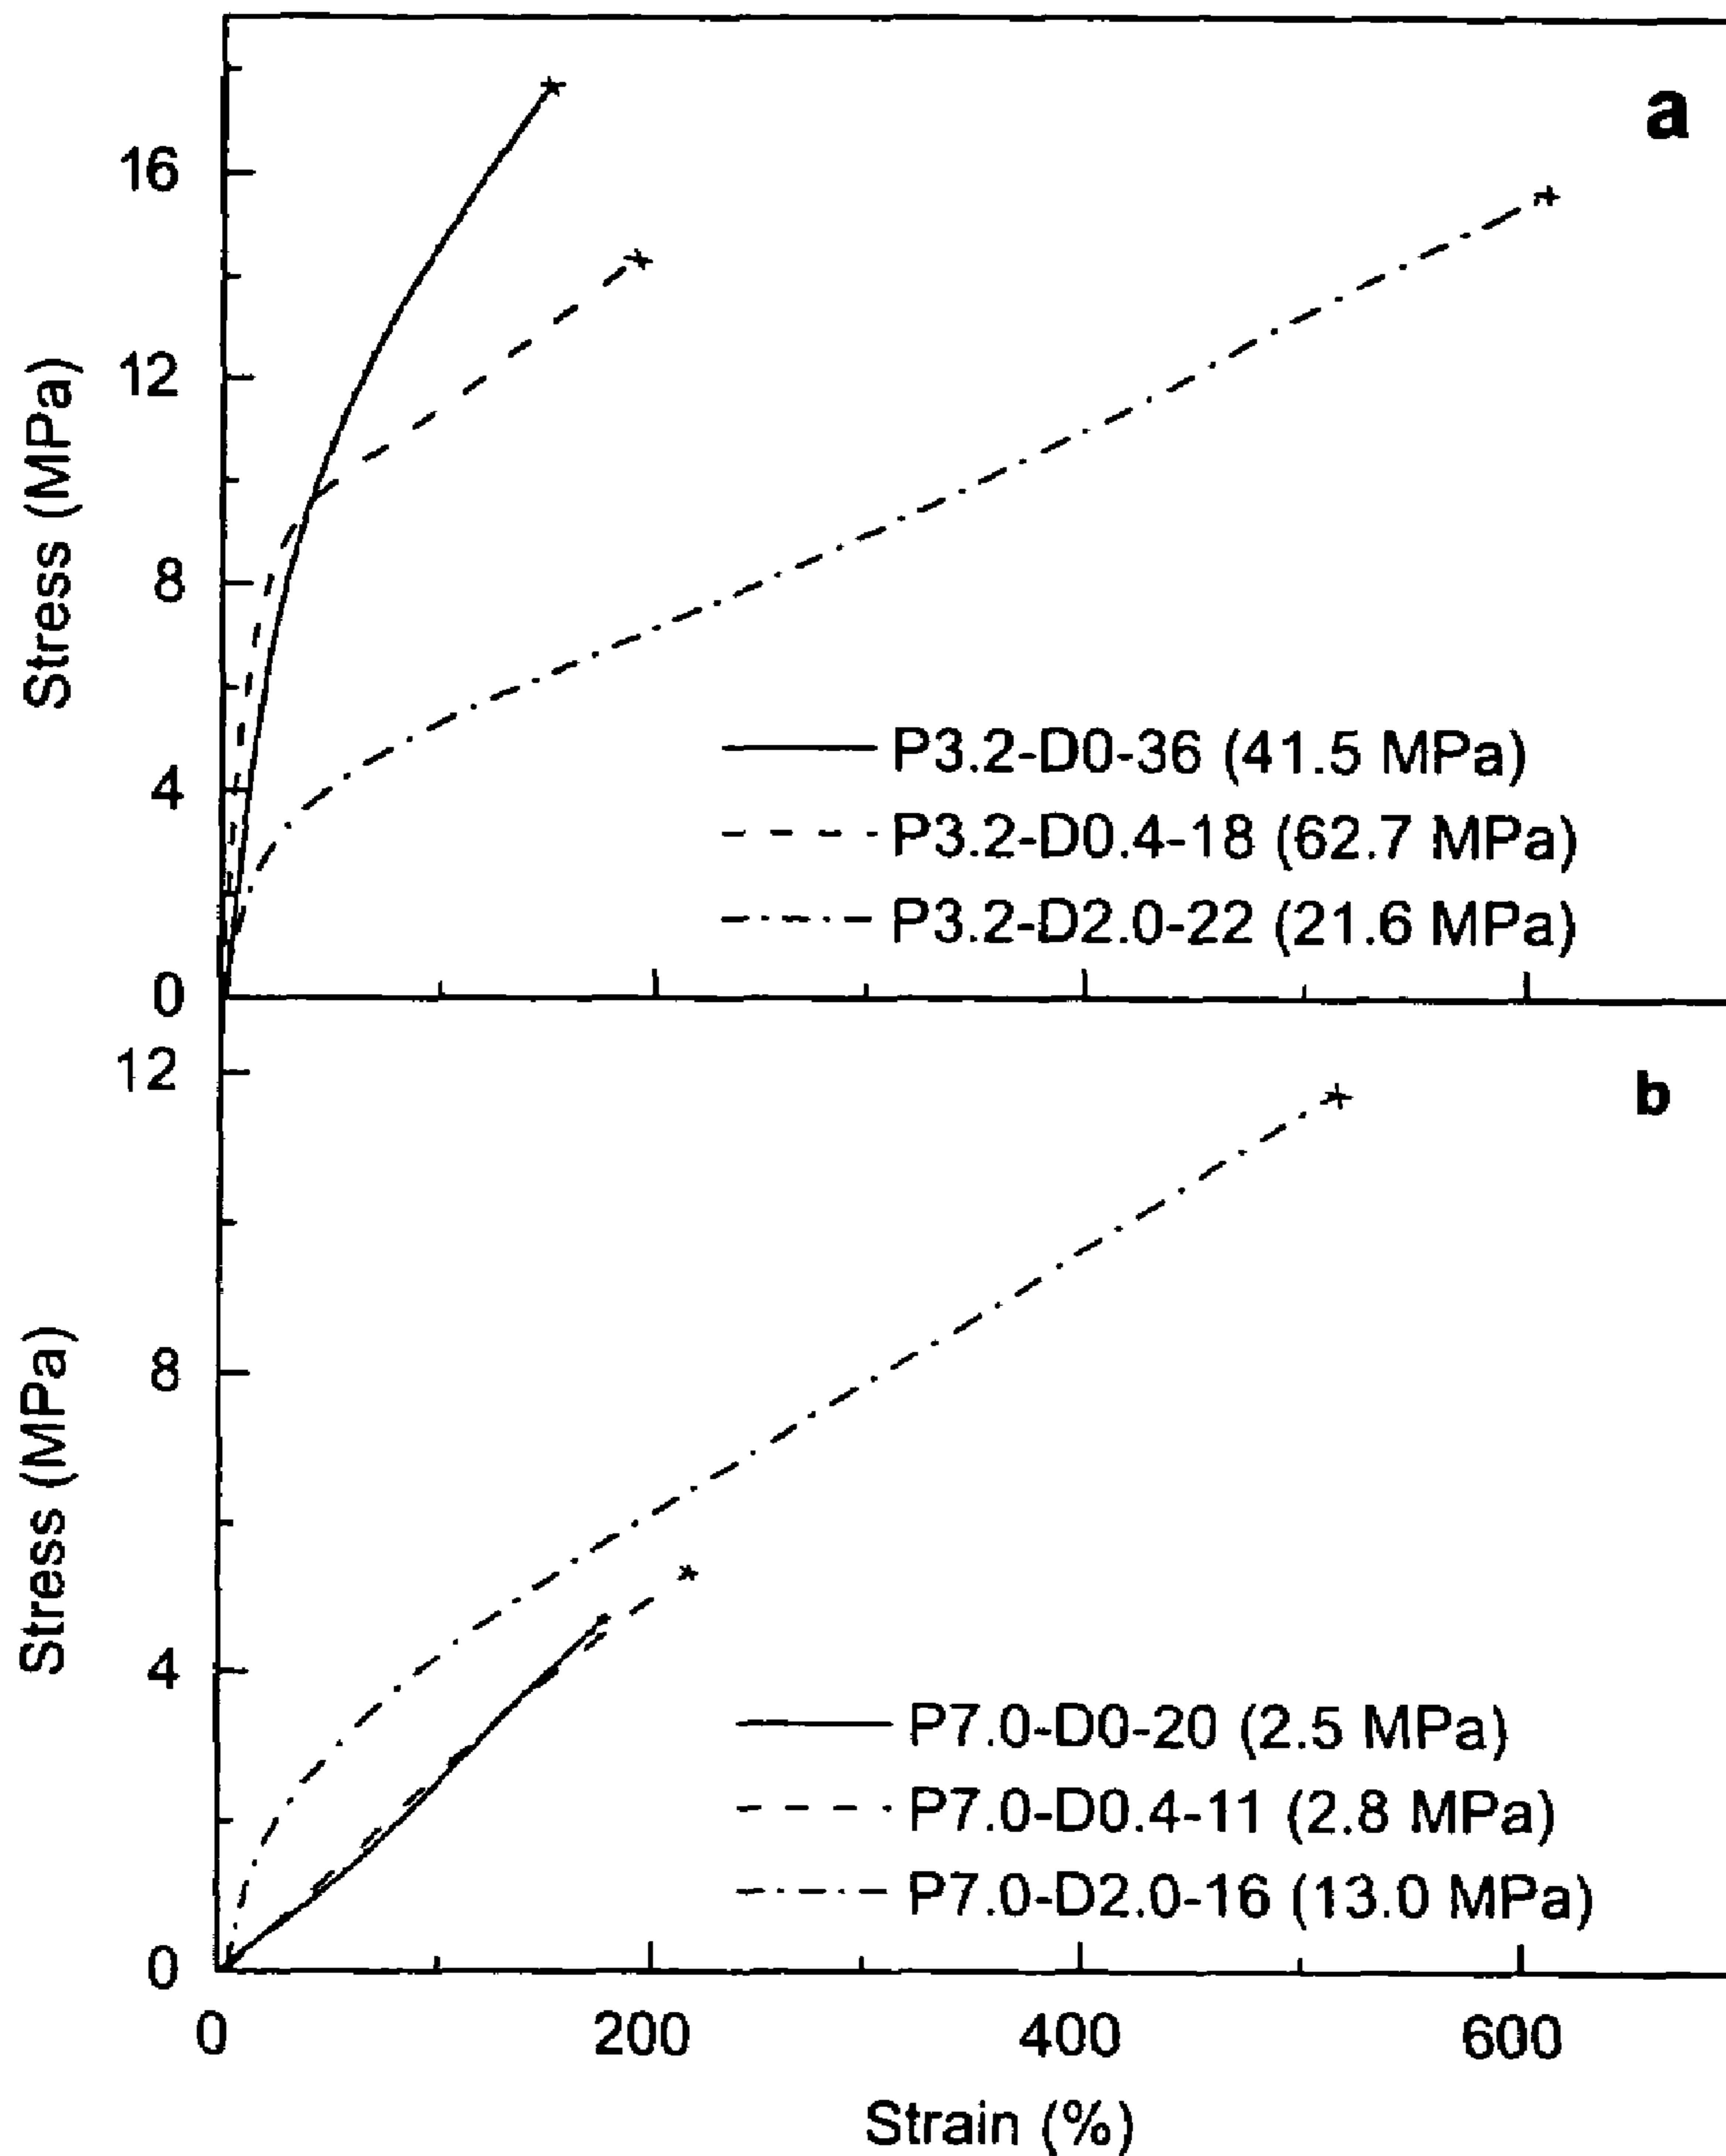 a
16
12
8
4
0
Stress (MPa)
P3.2-D0-36 (41.5 MPa)
P3.2-D0.4-18 (62.7 MPa)
P3.2-D2.0-22 (21.6 MPa)
b
12
8
4
0
Stress (MPa)
P7.0-D0-20 (2.5 MPa)
P7.0-D0.4-11 (2.8 MPa)
P7.0-D2.0-16 (13.0 MPa)
0 200 400 600
Strain (%)